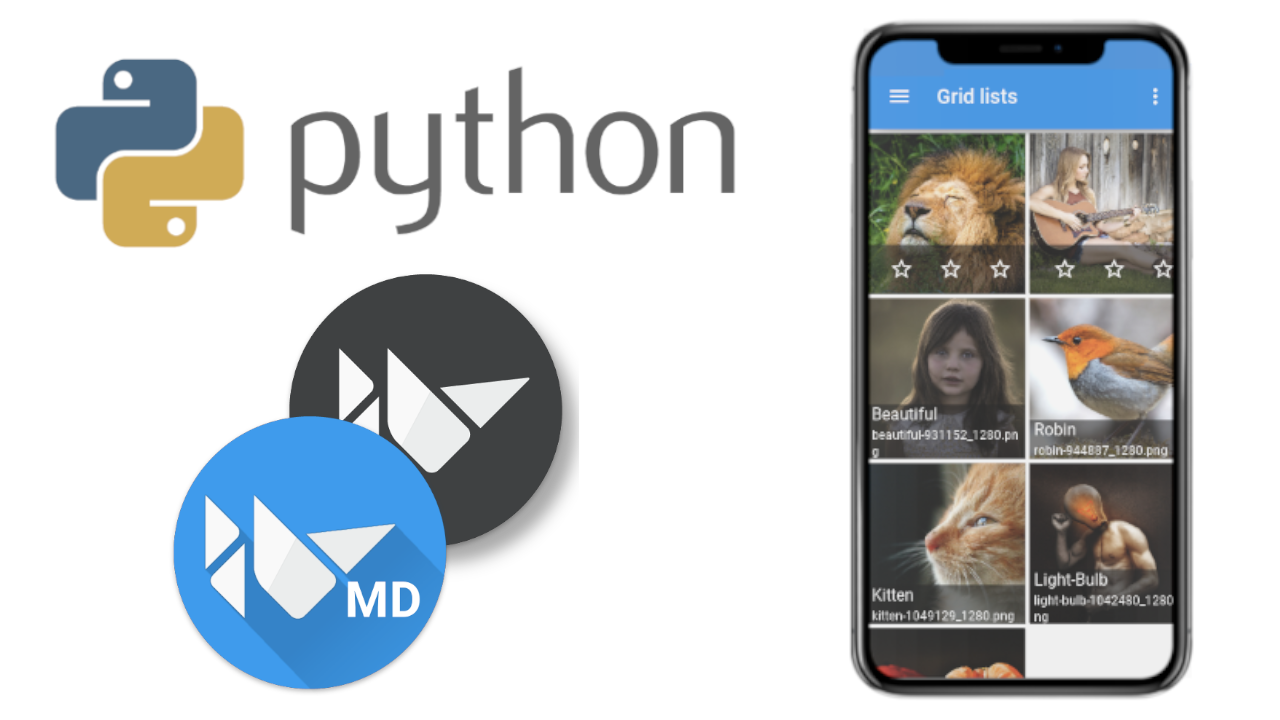 python
MD
Grid lists
Beautiful
beautiful-931152_1280.pn
g
Robin
robin-944887_1280.png
Kitten
kitten-1049129_1280.png
Light-Bulb
light-bulb-1042480_1280
ng